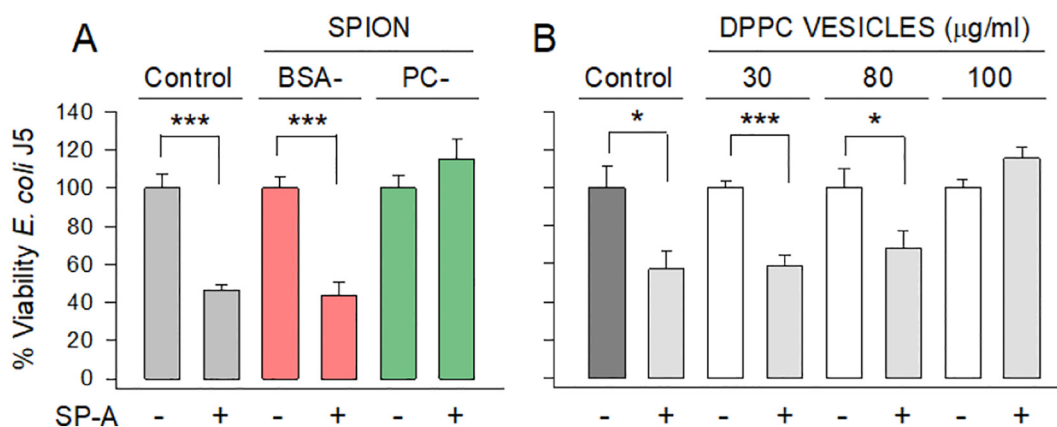 A SPION B DPPC VESICLES (µg/ml)
Control BSA- PC- Control 30 80 100
140
120
100
80
60
40
20
0
% Viability E. coli J5
*** *** * *** *
SP-A - + - + - + - + - + - + - +